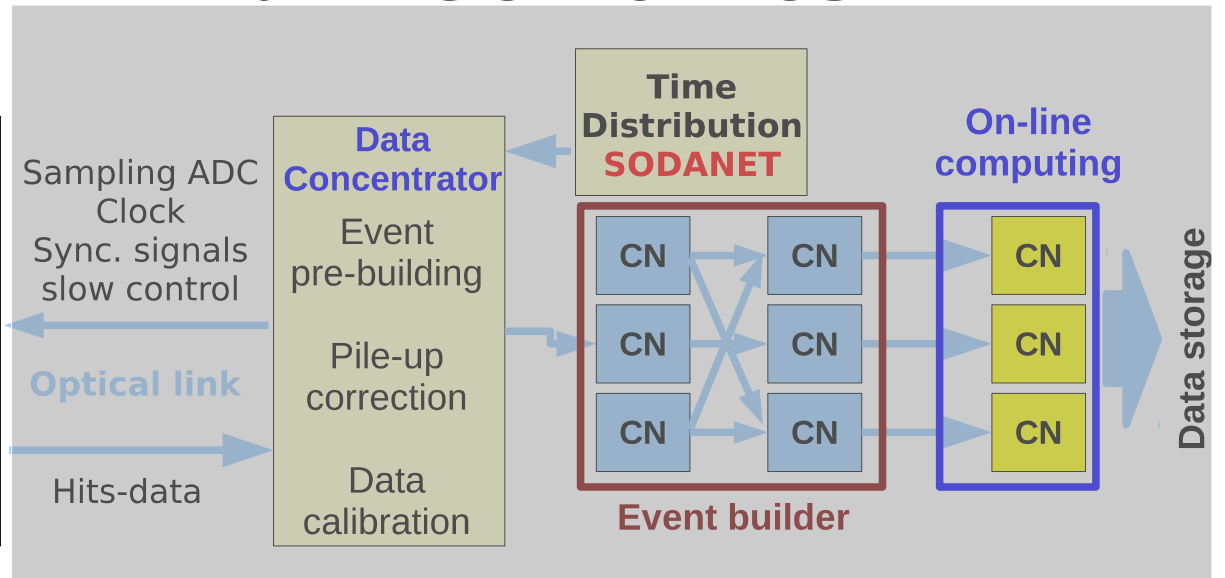 Time
Distribution
SODANET
Data
Concentrator
Event
pre-building
Pile-up
correction
Data
calibration
Sampling ADC
Clock
Sync. signals
slow control
Optical link
Hits-data
CN
CN
CN
CN
CN
CN
Event builder
On-line
computing
CN
CN
CN
Data storage